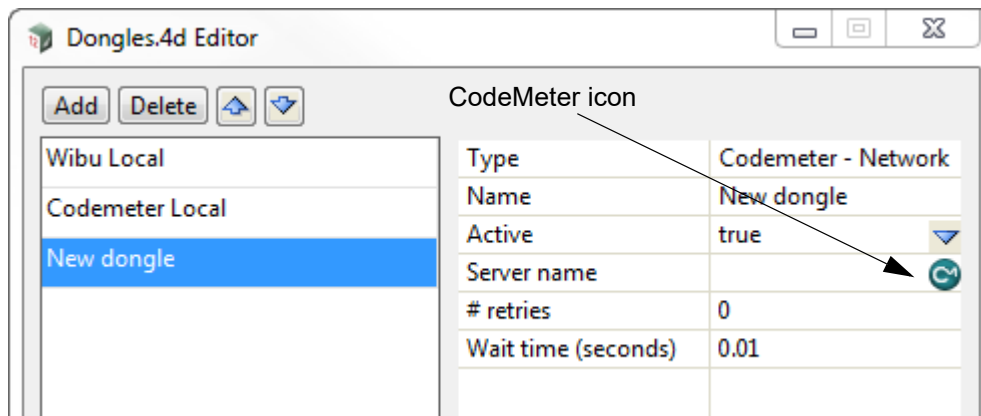 Dongles.4d Editor
Add Delete
CodeMeter icon
Wibu Local
Codemeter Local
New dongle
Type Codemeter - Network
Name New dongle
Active true
Server name
# retries 0
Wait time (seconds) 0.01